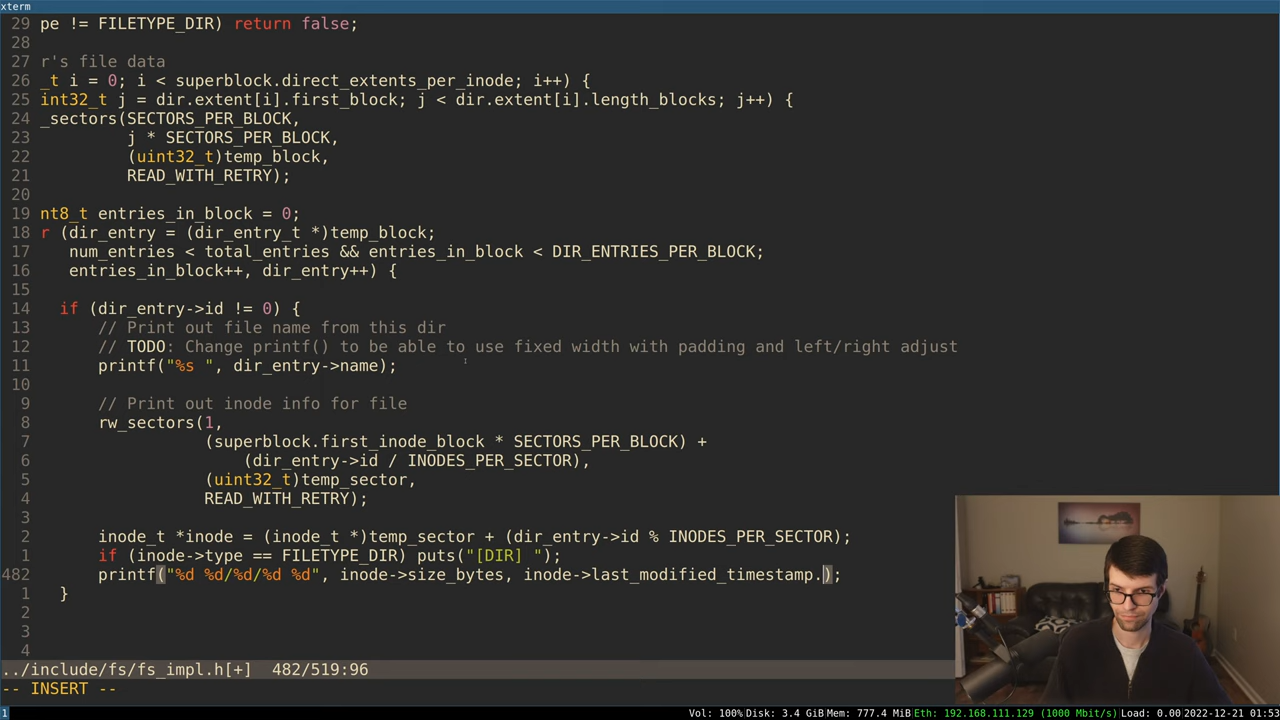 xterm
29 pe != FILETYPE_DIR) return false;
28
27 r's file data
26 _t i = 0; i < superblock.direct_extents_per_inode; i++) {
25 int32_t j = dir.extent[i].first_block; j < dir.extent[i].length_blocks; j++) {
24 _sectors(SECTORS_PER_BLOCK,
23          j * SECTORS_PER_BLOCK,
22          (uint32_t)temp_block,
21          READ_WITH_RETRY);
20
19 nt8_t entries_in_block = 0;
18 r (dir_entry = (dir_entry_t *)temp_block;
17    num_entries < total_entries && entries_in_block < DIR_ENTRIES_PER_BLOCK;
16    entries_in_block++, dir_entry++) {
15
14   if (dir_entry->id != 0) {
13       // Print out file name from this dir
12       // TODO: Change printf() to be able to use fixed width with padding and left/right adjust
11       printf("%s ", dir_entry->name);
10
9       // Print out inode info for file
8       rw_sectors(1,
7                  (superblock.first_inode_block * SECTORS_PER_BLOCK) +
6                      (dir_entry->id / INODES_PER_SECTOR),
5                  (uint32_t)temp_sector,
4                  READ_WITH_RETRY);
3
2       inode_t *inode = (inode_t *)temp_sector + (dir_entry->id % INODES_PER_SECTOR);
1       if (inode->type == FILETYPE_DIR) puts("[DIR] ");
482       printf("%d %d/%d/%d %d", inode->size_bytes, inode->last_modified_timestamp.);
1   }
2
3
4
../include/fs/fs_impl.h[+]  482/519:96
-- INSERT --
1 Vol: 100% Disk: 3.4 GiB Mem: 777.4 MiB Eth: 192.168.111.129 (1000 Mbit/s) Load: 0.00 2022-12-21 01:53